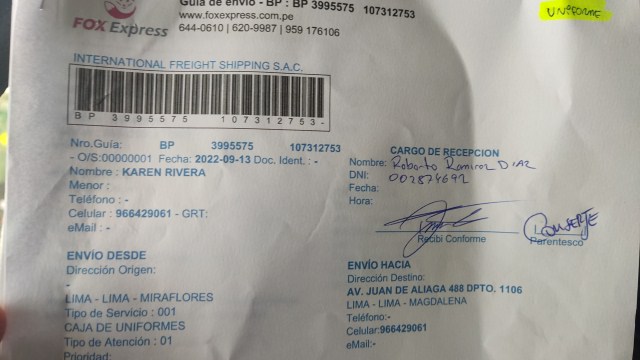 Guía de envío - BP : BP 3995575 107312753
UNIFORME
www.foxexpress.com.pe
FOX Express 644-0610 | 620-9987 | 959 176106
INTERNATIONAL FREIGHT SHIPPING S.A.C.
BP 3995575 107312753-
Nro.Guía: BP 3995575 107312753
- O/S:00000001 Fecha: 2022-09-13 Doc. Ident. : -
Nombre : KAREN RIVERA
Menor :
Teléfono : -
Celular : 966429061 - GRT:
eMail : -
CARGO DE RECEPCION
Nombre: Roberto Ramirez DIAZ
DNI: 002874692
Fecha:
Hora:
Recibi Conforme
CONSERJE
Parentesco
ENVÍO DESDE
Dirección Origen:
-
LIMA - LIMA - MIRAFLORES
Tipo de Servicio : 001
CAJA DE UNIFORMES
Tipo de Atención : 01
Prioridad:
ENVÍO HACIA
Dirección Destino:
AV. JUAN DE ALIAGA 488 DPTO. 1106
LIMA - LIMA - MAGDALENA
Teléfono:-
Celular:966429061
eMail:-